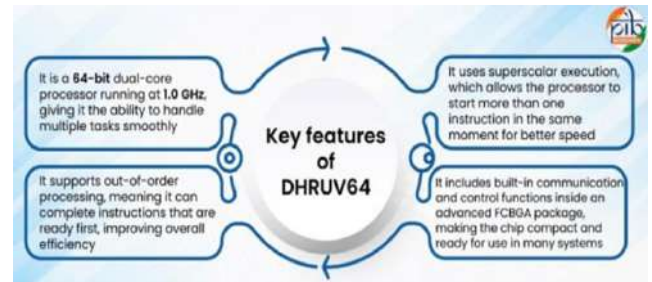 It is a 64-bit dual-core
processor running at 1.0 GHz,
giving it the ability to handle
multiple tasks smoothly
It uses superscalar execution,
which allows the processor to
start more than one
instruction in the same
moment for better speed
Key features
of
DHRUV64
It supports out-of-order
processing, meaning it can
complete instructions that are
ready first, improving overall
efficiency
It includes built-in communication
and control functions inside an
advanced FCBGA package,
making the chip compact and
ready for use in many systems
pib